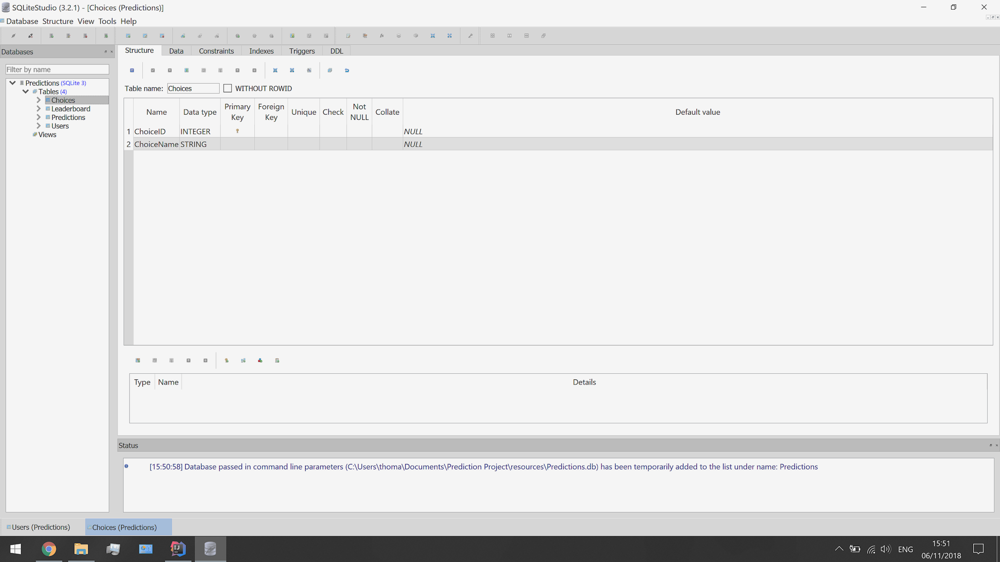 SQLiteStudio (3.2.1) - [Choices (Predictions)]
Database Structure View Tools Help
Databases
Filter by name
Predictions (SQLite 3)
Tables (4)
Choices
Leaderboard
Predictions
Users
Views
Structure Data Constraints Indexes Triggers DDL
Table name: Choices WITHOUT ROWID
Name Data type Primary Key Foreign Key Unique Check Not NULL Collate Default value
1 ChoiceID INTEGER NULL
2 ChoiceName STRING NULL
Type Name Details
Status
[15:50:58] Database passed in command line parameters (C:\Users\thoma\Documents\Prediction Project\resources\Predictions.db) has been temporarily added to the list under name: Predictions
Users (Predictions) Choices (Predictions)
IJ
ENG
15:51
06/11/2018